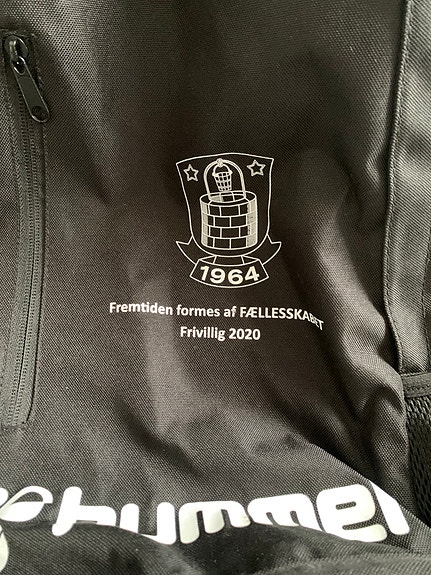 1964
Fremtiden formes af FÆLLESSKABET
Frivillig 2020
hummel